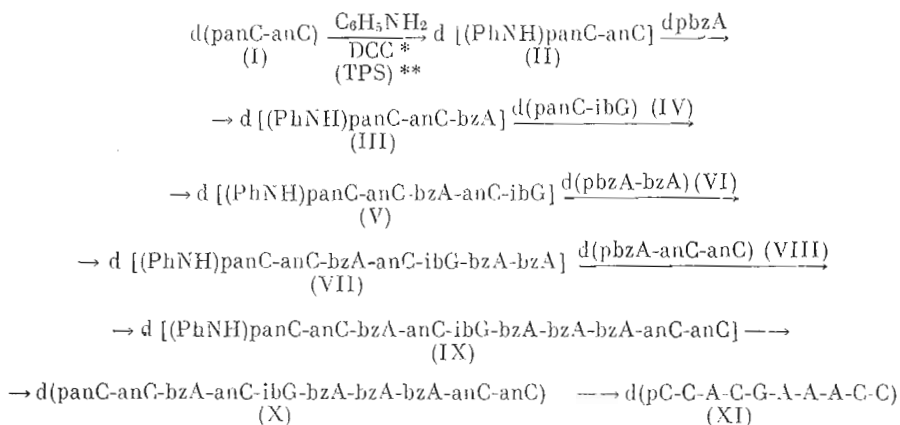 d(panC-anC) C₆H₅NH₂ d [(PhNH)panC-anC] dpbzA
(I) DCC * (II)
(TPS) **
→ d [(PhNH)panC-anC-bzA] d(panC-ibG) (IV)
(III)
→ d [(PhNH)panC-anC-bzA-anC-ibG] d(pbzA-bzA) (VI)
(V)
→ d [(PhNH)panC-anC-bzA-anC-ibG-bzA-bzA] d(pbzA-anC-anC) (VIII)
(VII)
→ d [(PhNH)panC-anC-bzA-anC-ibG-bzA-bzA-bzA-anC-anC] —→
(IX)
→ d(panC-anC-bzA-anC-ibG-bzA-bzA-bzA-anC-anC) —→ d(pC-C-A-C-G-A-A-A-C-C)
(X) (XI)